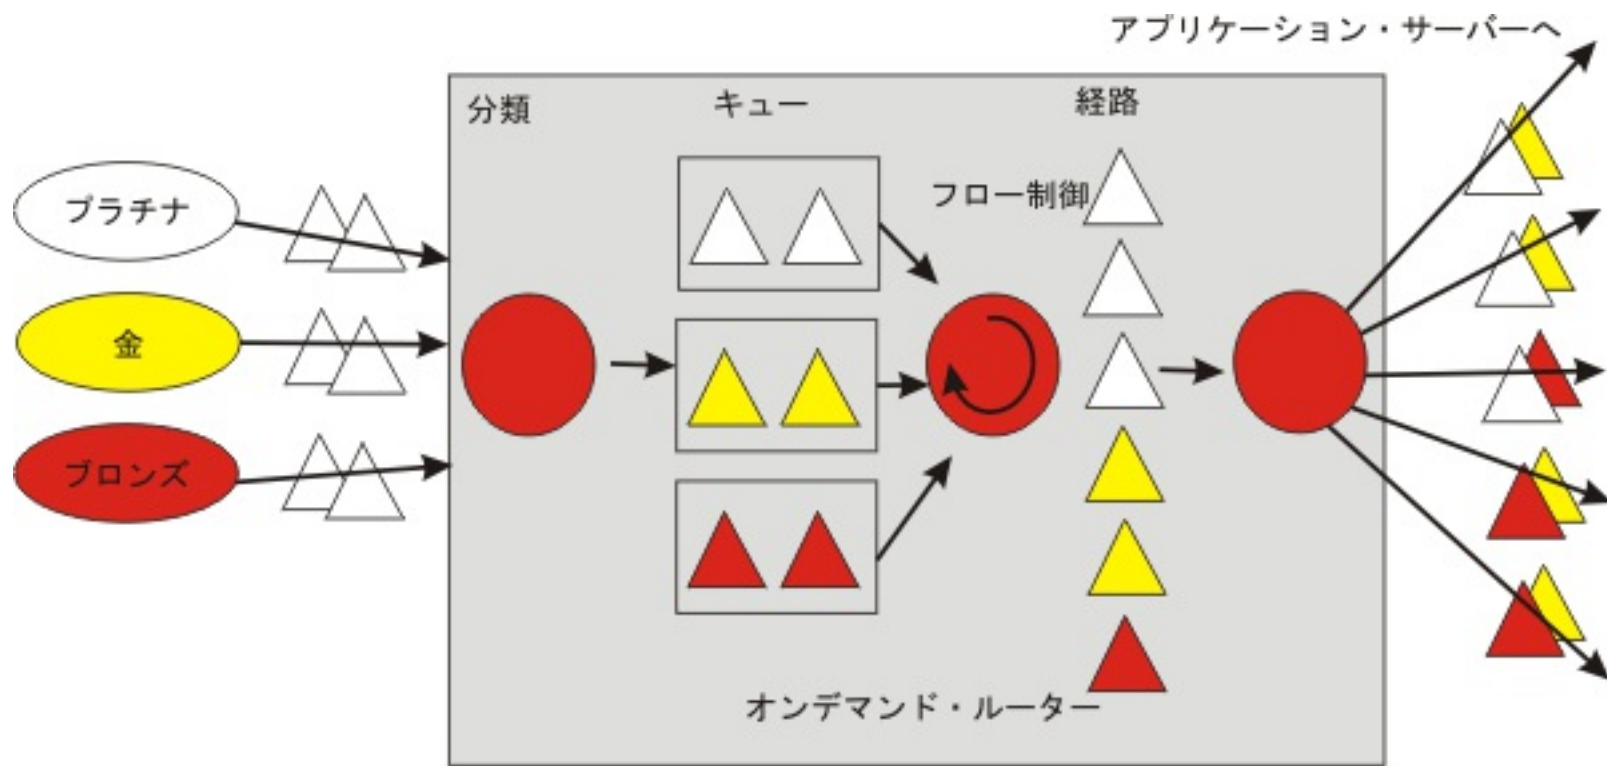 アプリケーション・サーバーへ
分類
キュー
経路
プラチナ
フロー制御
金
ブロンズ
オンデマンド・ルーター